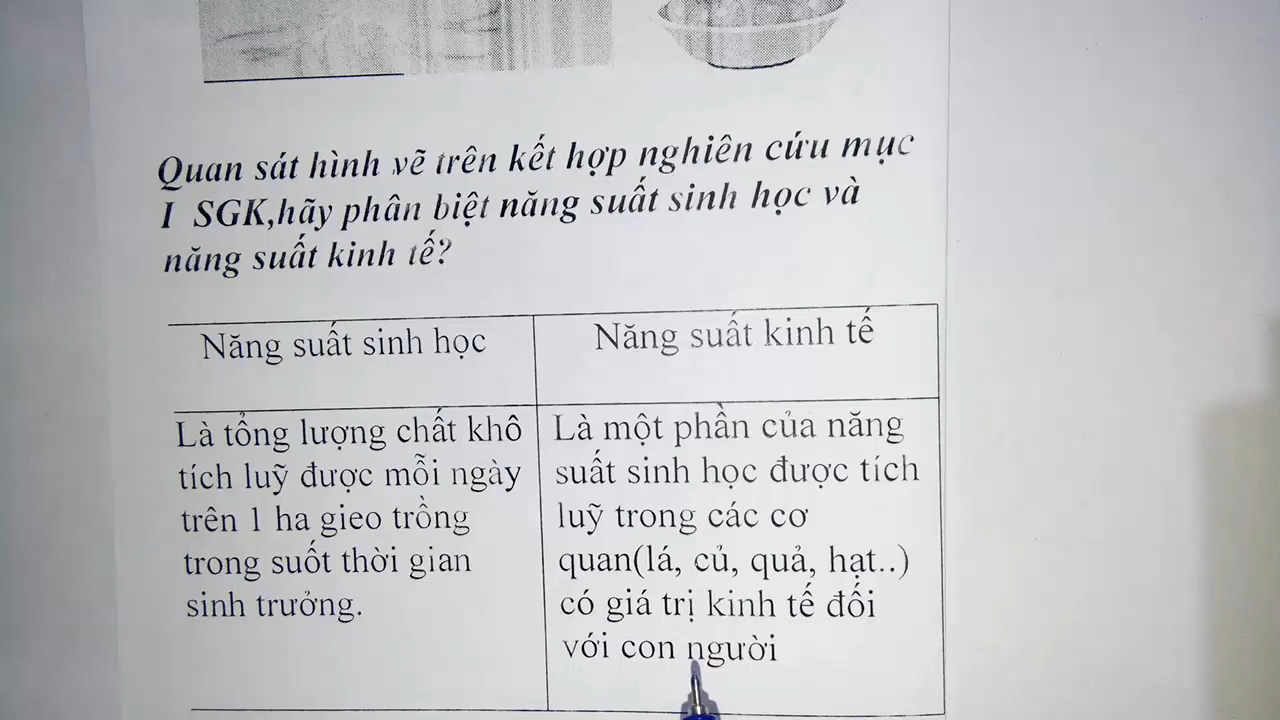 Quan sát hình vẽ trên kết hợp nghiên cứu mục
I SGK,hãy phân biệt năng suất sinh học và
năng suất kinh tế?
Năng suất sinh học
Năng suất kinh tế
Là tổng lượng chất khô
tích luỹ được mỗi ngày
trên 1 ha gieo trồng
trong suốt thời gian
sinh trưởng.
Là một phần của năng
suất sinh học được tích
luỹ trong các cơ
quan(lá, củ, quả, hạt..)
có giá trị kinh tế đối
với con người